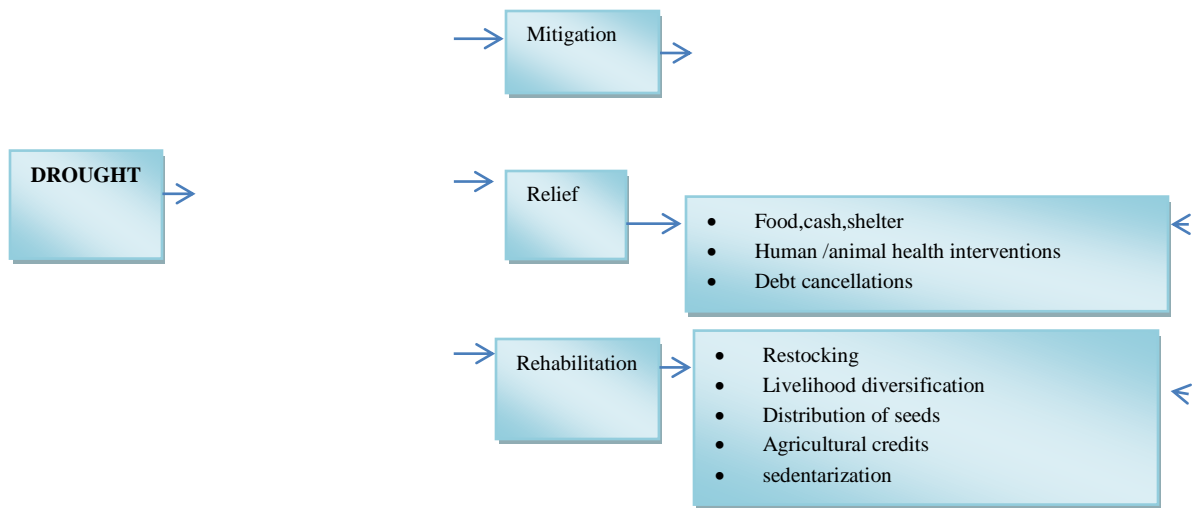 Mitigation
DROUGHT
Relief
• Food,cash,shelter
• Human /animal health interventions
• Debt cancellations
Rehabilitation
• Restocking
• Livelihood diversification
• Distribution of seeds
• Agricultural credits
• sedentarization